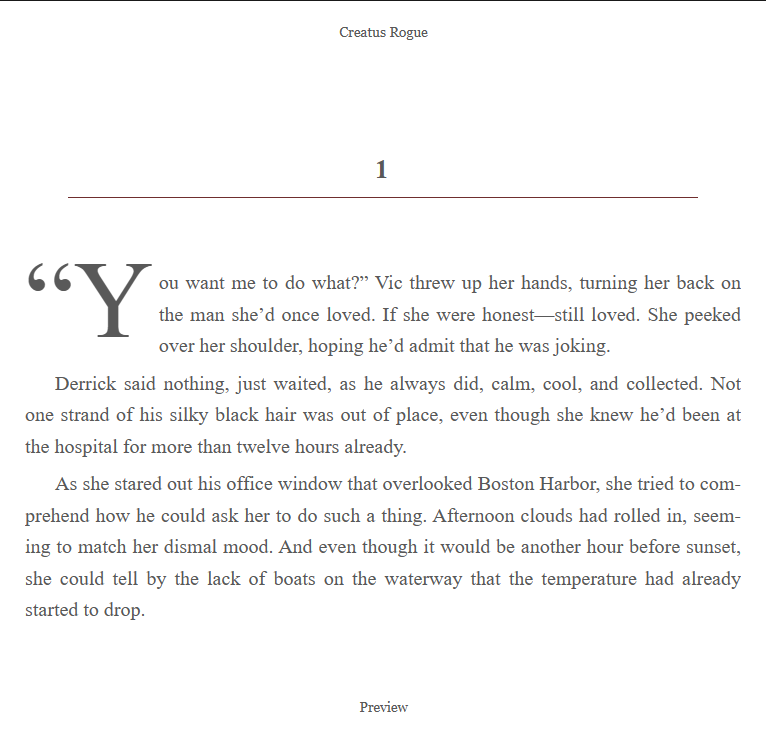 Creatus Rogue
1
“You want me to do what?” Vic threw up her hands, turning her back on
the man she’d once loved. If she were honest—still loved. She peeked
over her shoulder, hoping he’d admit that he was joking.
Derrick said nothing, just waited, as he always did, calm, cool, and collected. Not
one strand of his silky black hair was out of place, even though she knew he’d been at
the hospital for more than twelve hours already.
As she stared out his office window that overlooked Boston Harbor, she tried to com-
prehend how he could ask her to do such a thing. Afternoon clouds had rolled in, seem-
ing to match her dismal mood. And even though it would be another hour before sunset,
she could tell by the lack of boats on the waterway that the temperature had already
started to drop.
Preview